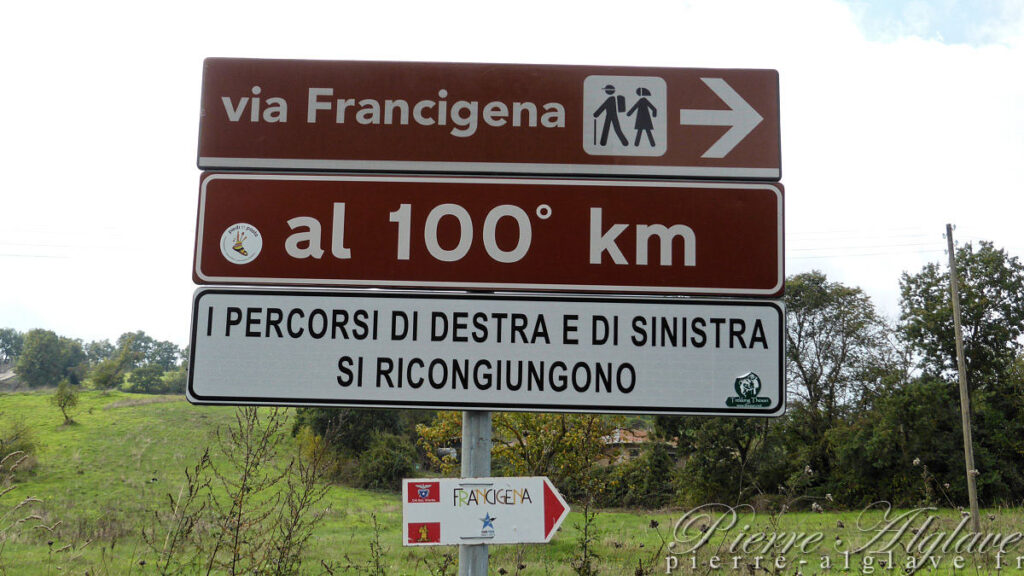 via Francigena
al 100° km
I PERCORSI DI DESTRA E DI SINISTRA
SI RICONGIUNGONO
FRANCIGENA
Pierre Alglave
pierre-alglave.fr